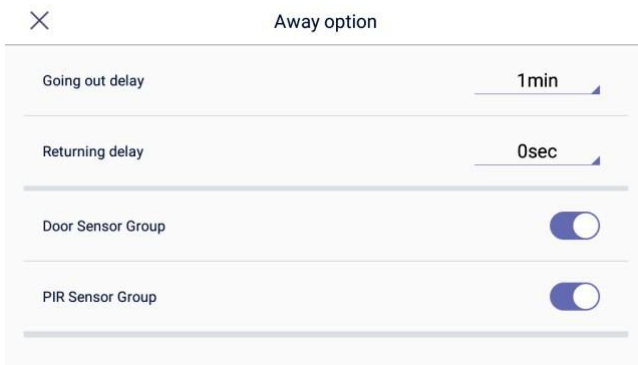 Away option
Going out delay 1min
Returning delay 0sec
Door Sensor Group
PIR Sensor Group